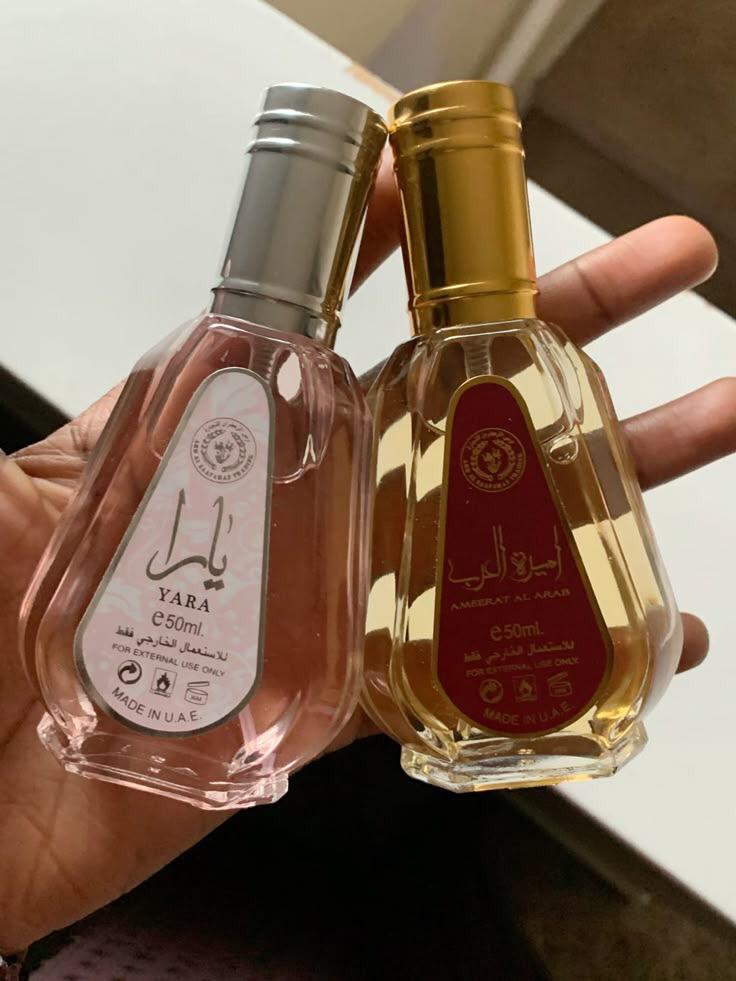 يارا
YARA
e50ml.
للاستعمال الخارجي فقط
FOR EXTERNAL USE ONLY
MADE IN U.A.E.
اميرة العرب
AMEERAT AL ARAB
e50ml.
للاستعمال الخارجي فقط
FOR EXTERNAL USE ONLY
MADE IN U.A.E.